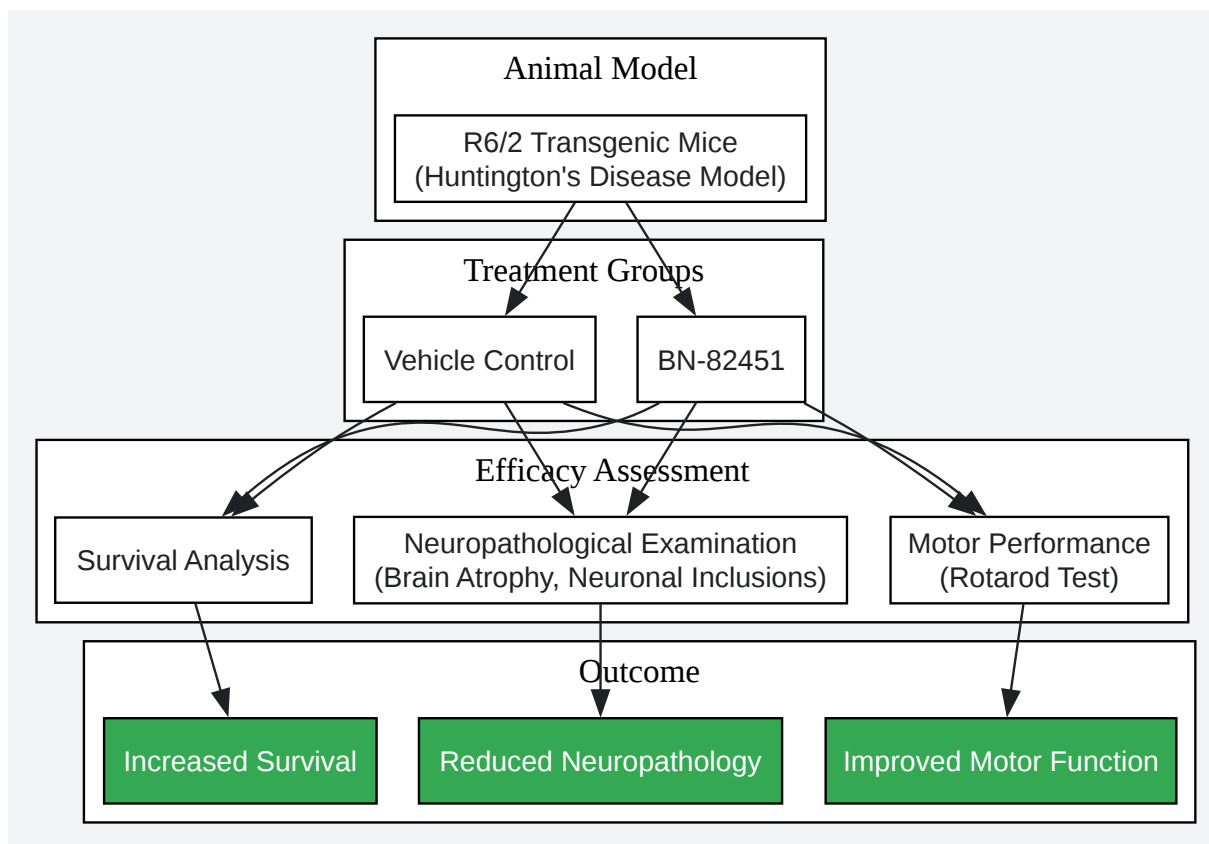 Animal Model
R6/2 Transgenic Mice
(Huntington's Disease Model)
Treatment Groups
Vehicle Control
BN-82451
Efficacy Assessment
Survival Analysis
Neuropathological Examination
(Brain Atrophy, Neuronal Inclusions)
Motor Performance
(Rotarod Test)
Outcome
Increased Survival
Reduced Neuropathology
Improved Motor Function